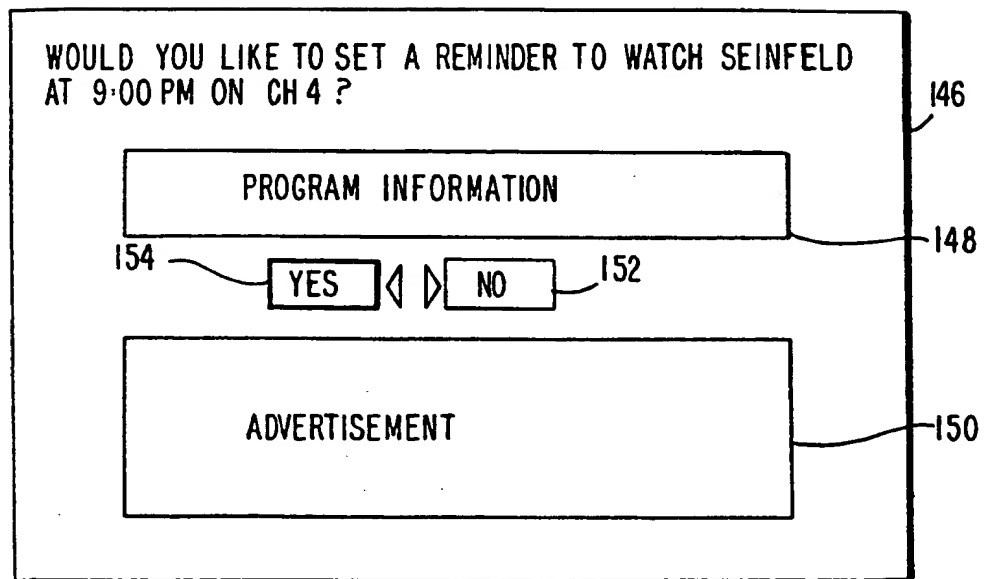 WOULD YOU LIKE TO SET A REMINDER TO WATCH SEINFELD
AT 9:00 PM ON CH 4 ?
146
PROGRAM INFORMATION
148
154
YES
NO
152
ADVERTISEMENT
150